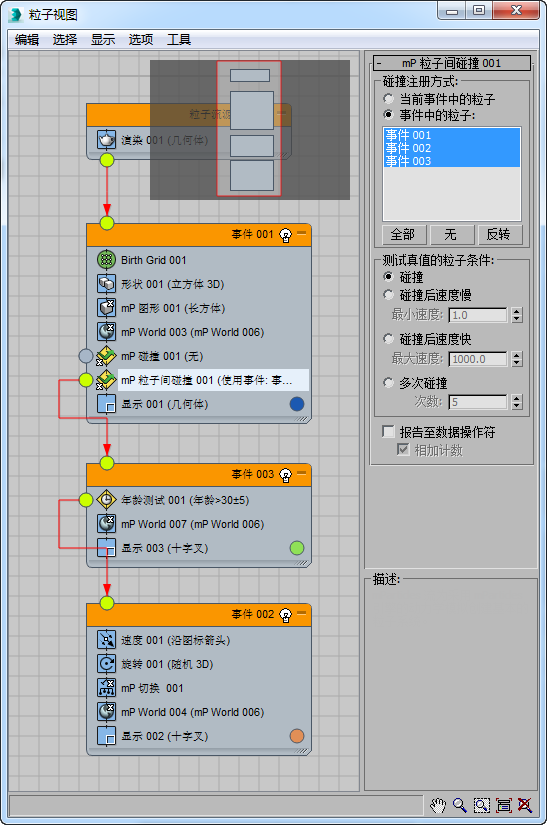 粒子视图
编辑 选择 显示 选项 工具
粒子流源
渲染 001 (几何体)
事件 001
Birth Grid 001
形状 001 (立方体 3D)
mP 图形 001 (长方体)
mP World 003 (mP World 006)
mP 碰撞 001 (无)
mP 粒子间碰撞 001 (使用事件: 事...
显示 001 (几何体)
事件 003
年龄测试 001 (年龄>30±5)
mP World 007 (mP World 006)
显示 003 (十字叉)
事件 002
速度 001 (沿图标箭头)
旋转 001 (随机 3D)
mP 切换 001
mP World 004 (mP World 006)
显示 002 (十字叉)
- mP 粒子间碰撞 001
碰撞注册方式:
当前事件中的粒子
事件中的粒子:
事件 001
事件 002
事件 003
全部 无 反转
测试真值的粒子条件:
碰撞
碰撞后速度慢
最小速度: 1.0
碰撞后速度快
最大速度: 1000.0
多次碰撞
次数: 5
报告至数据操作符
相加计数
描述: